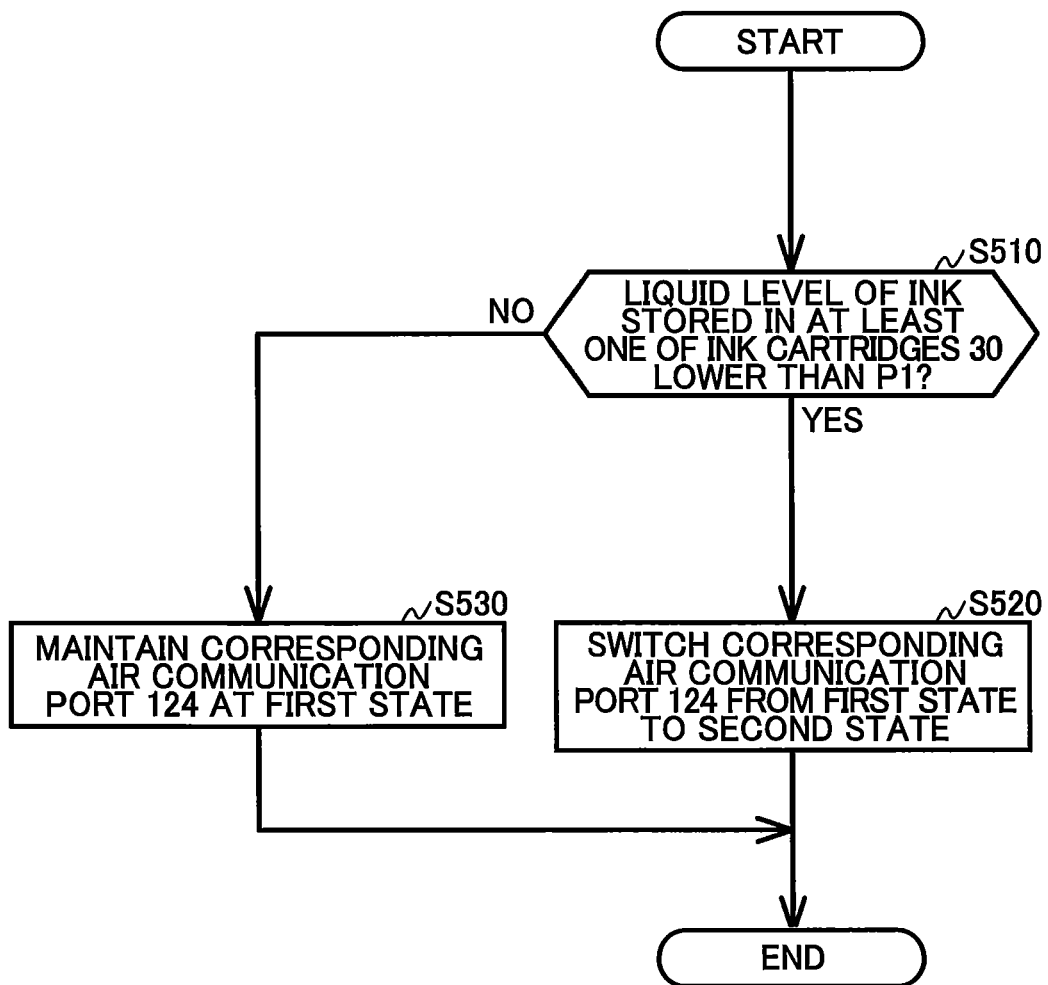 START
S510
LIQUID LEVEL OF INK
STORED IN AT LEAST
ONE OF INK CARTRIDGES 30
LOWER THAN P1?
NO
YES
S530
MAINTAIN CORRESPONDING
AIR COMMUNICATION
PORT 124 AT FIRST STATE
S520
SWITCH CORRESPONDING
AIR COMMUNICATION
PORT 124 FROM FIRST STATE
TO SECOND STATE
END